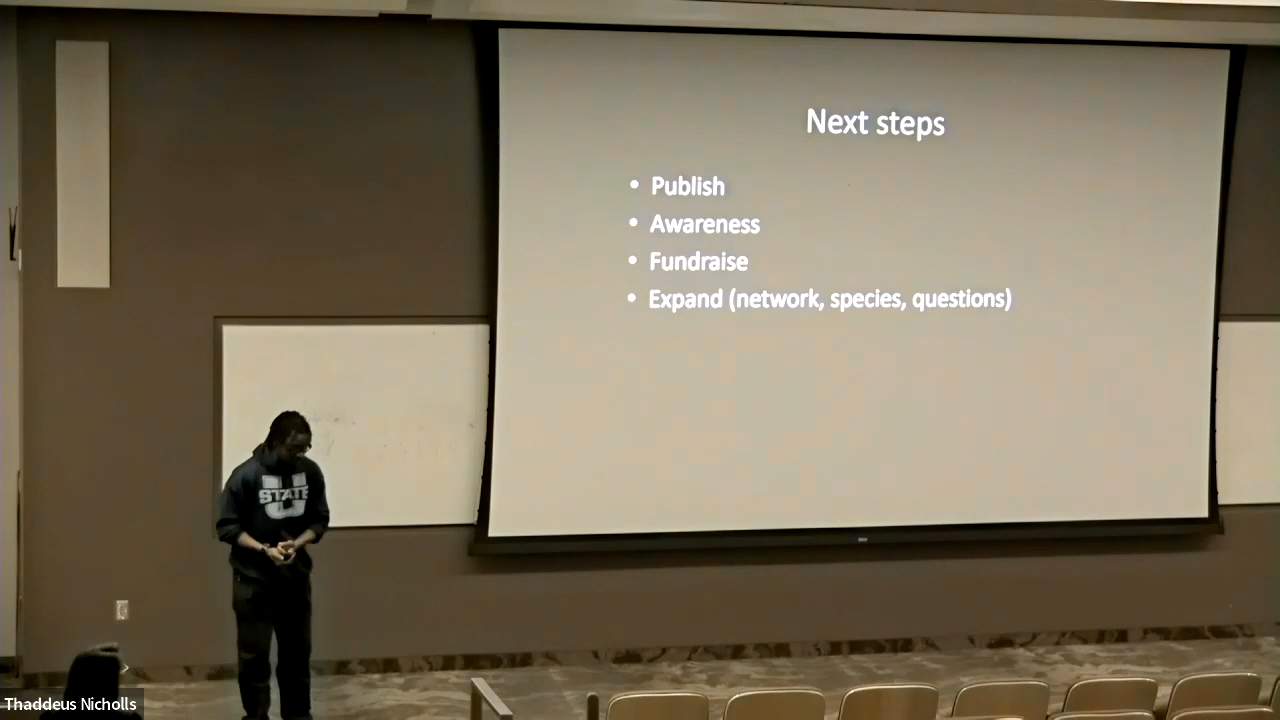 Next steps
• Publish
• Awareness
• Fundraise
• Expand (network, species, questions)
U
STATE
Thaddeus Nicholls